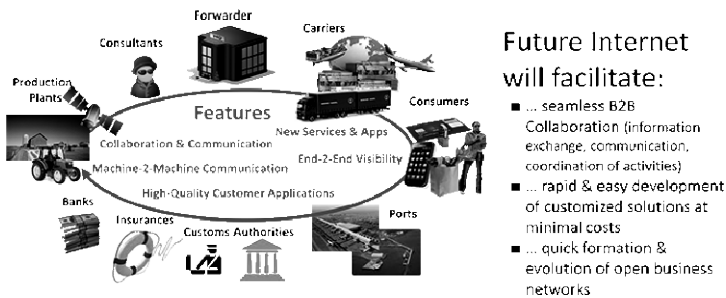 Forwarder
Consultants
Carriers
Production
Plants
Consumers
Features
New Services & Apps
Collaboration & Communication
End-2-End Visibility
Machine-2-Machine Communication
High-Quality Customer Applications
Banks
Insurances
Customs Authorities
Ports
Future Internet
will facilitate:
■ ... seamless B2B
Collaboration (information
exchange, communication,
coordination of activities)
■ ... rapid & easy development
of customized solutions at
minimal costs
■ ... quick formation &
evolution of open business
networks